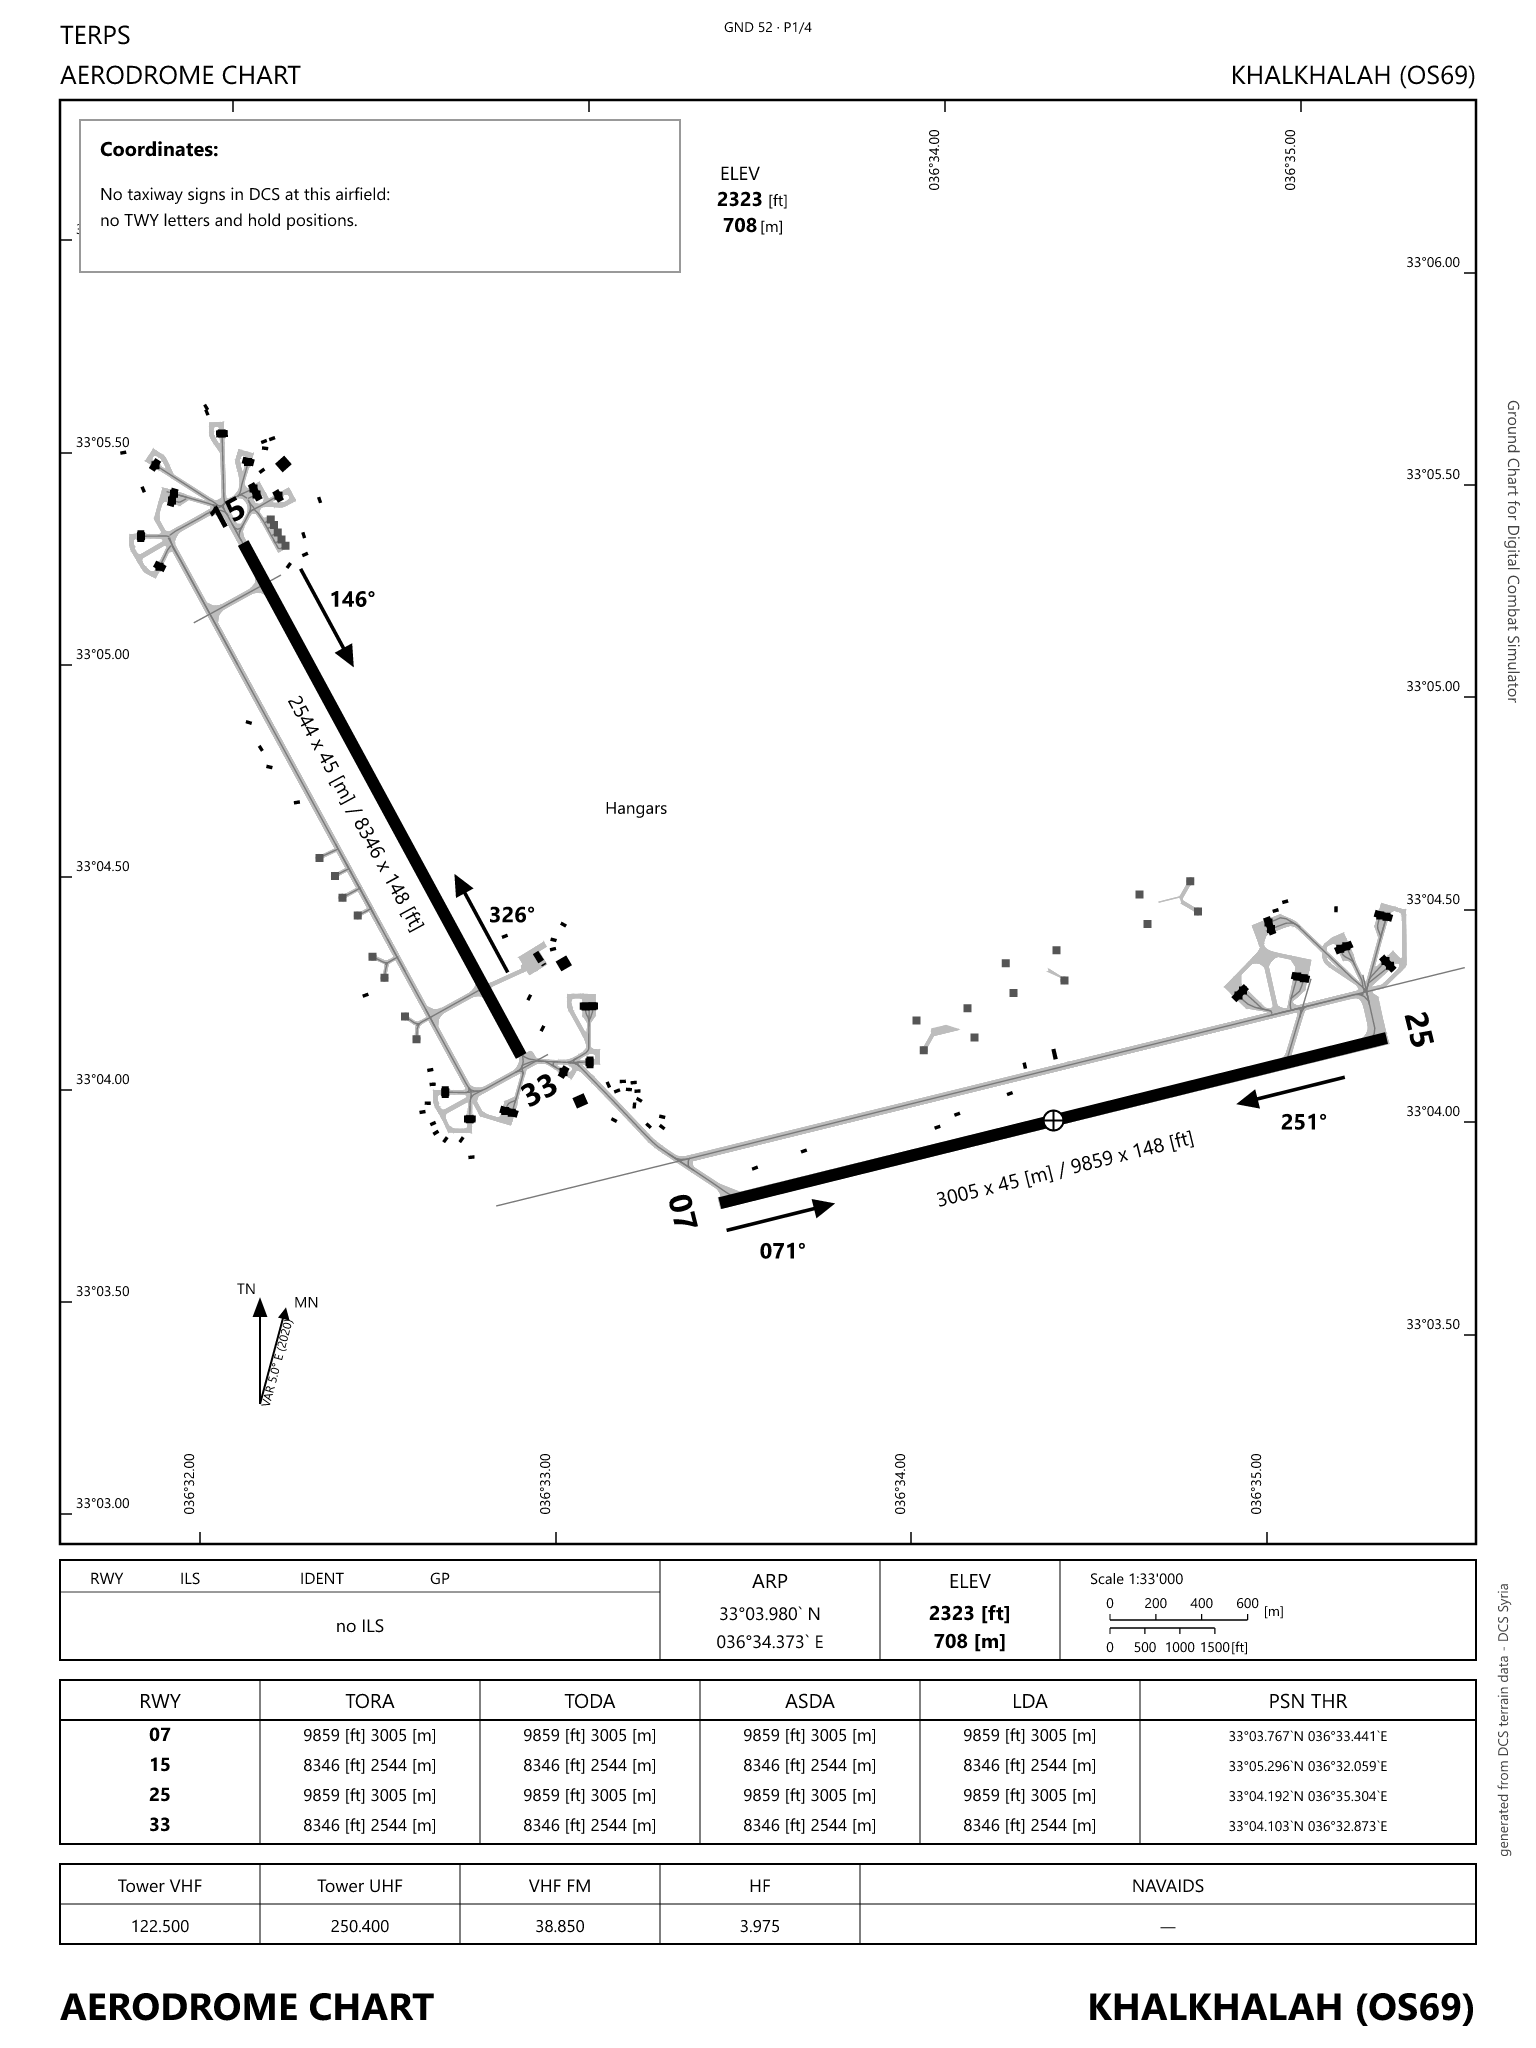 TERPS
GND 52 · P1/4
AERODROME CHART
KHALKHALAH (OS69)
Coordinates:
No taxiway signs in DCS at this airfield:
no TWY letters and hold positions.
ELEV
2323 [ft]
708 [m]
036°34.00
036°35.00
33°06.00
33°05.50
33°05.50
15
146°
33°05.00
33°05.00
2544 x 45 [m] / 8346 x 148 [ft]
Hangars
33°04.50
33°04.50
326°
25
33°04.00
33
33°04.00
251°
3005 x 45 [m] / 9859 x 148 [ft]
07
071°
33°03.50
TN
MN
VAR 5.0° E (2020)
33°03.50
036°32.00
036°33.00
036°34.00
036°35.00
33°03.00
Ground Chart for Digital Combat Simulator
RWY ILS IDENT GP
no ILS
ARP
33°03.980` N
036°34.373` E
ELEV
2323 [ft]
708 [m]
Scale 1:33'000
0 200 400 600 [m]
0 500 1000 1500 [ft]
generated from DCS terrain data - DCS Syria
RWY TORA TODA ASDA LDA PSN THR
07 9859 [ft] 3005 [m] 9859 [ft] 3005 [m] 9859 [ft] 3005 [m] 9859 [ft] 3005 [m] 33°03.767`N 036°33.441`E
15 8346 [ft] 2544 [m] 8346 [ft] 2544 [m] 8346 [ft] 2544 [m] 8346 [ft] 2544 [m] 33°05.296`N 036°32.059`E
25 9859 [ft] 3005 [m] 9859 [ft] 3005 [m] 9859 [ft] 3005 [m] 9859 [ft] 3005 [m] 33°04.192`N 036°35.304`E
33 8346 [ft] 2544 [m] 8346 [ft] 2544 [m] 8346 [ft] 2544 [m] 8346 [ft] 2544 [m] 33°04.103`N 036°32.873`E
Tower VHF Tower UHF VHF FM HF NAVAIDS
122.500 250.400 38.850 3.975 —
AERODROME CHART
KHALKHALAH (OS69)